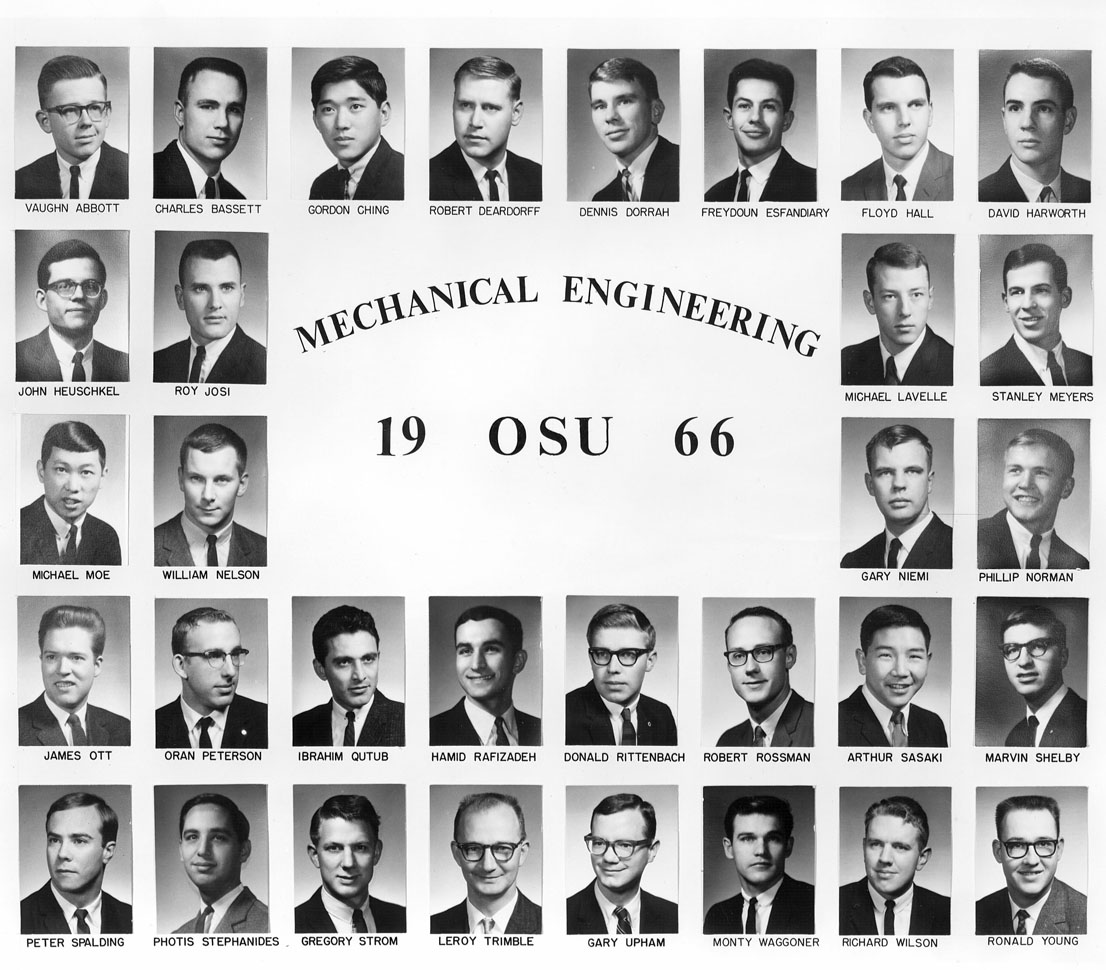 VAUGHN ABBOTT
CHARLES BASSETT
GORDON CHING
ROBERT DEARDORFF
DENNIS DORRAH
FREYDOUN ESFANDIARY
FLOYD HALL
DAVID HARWORTH
MECHANICAL ENGINEERING
JOHN HEUSCHKEL
ROY JOSI
MICHAEL LAVELLE
STANLEY MEYERS
19 OSU 66
MICHAEL MOE
WILLIAM NELSON
GARY NIEMI
PHILLIP NORMAN
JAMES OTT
ORAN PETERSON
IBRAHIM QUTUB
HAMID RAFIZADEH
DONALD RITTENBACH
ROBERT ROSSMAN
ARTHUR SASAKI
MARVIN SHELBY
PETER SPALDING
PHOTIS STEPHANIDES
GREGORY STROM
LEROY TRIMBLE
GARY UPHAM
MONTY WAGGONER
RICHARD WILSON
RONALD YOUNG